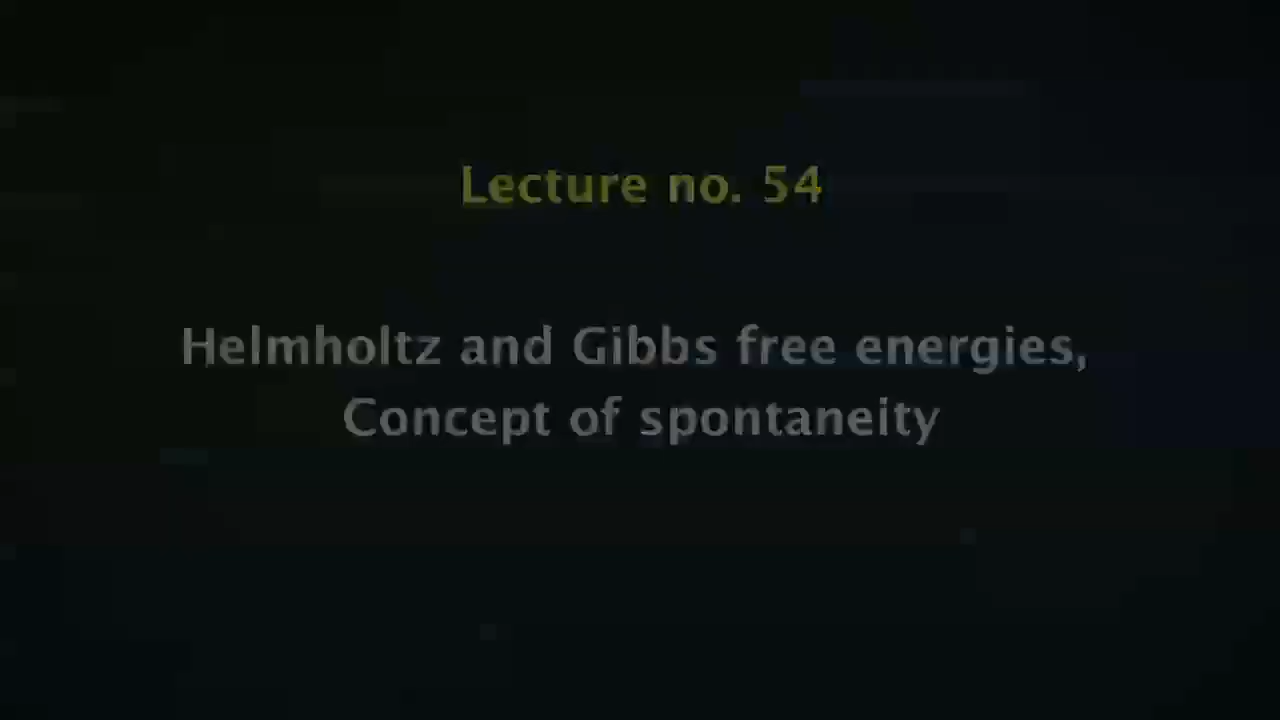 Lecture no. 54
Helmholtz and Gibbs free energies,
Concept of spontaneity